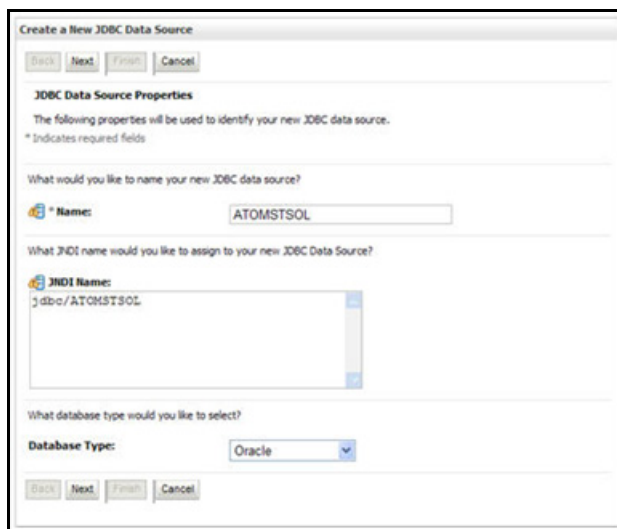 Create a New JDBC Data Source
Back Next Finish Cancel
JDBC Data Source Properties
The following properties will be used to identify your new JDBC data source.
* Indicates required fields
What would you like to name your new JDBC data source?
* Name: ATOMSTSOL
What JNDI name would you like to assign to your new JDBC Data Source?
JNDI Name:
jdbc/ATOMSTSOL
What database type would you like to select?
Database Type: Oracle
Back Next Finish Cancel